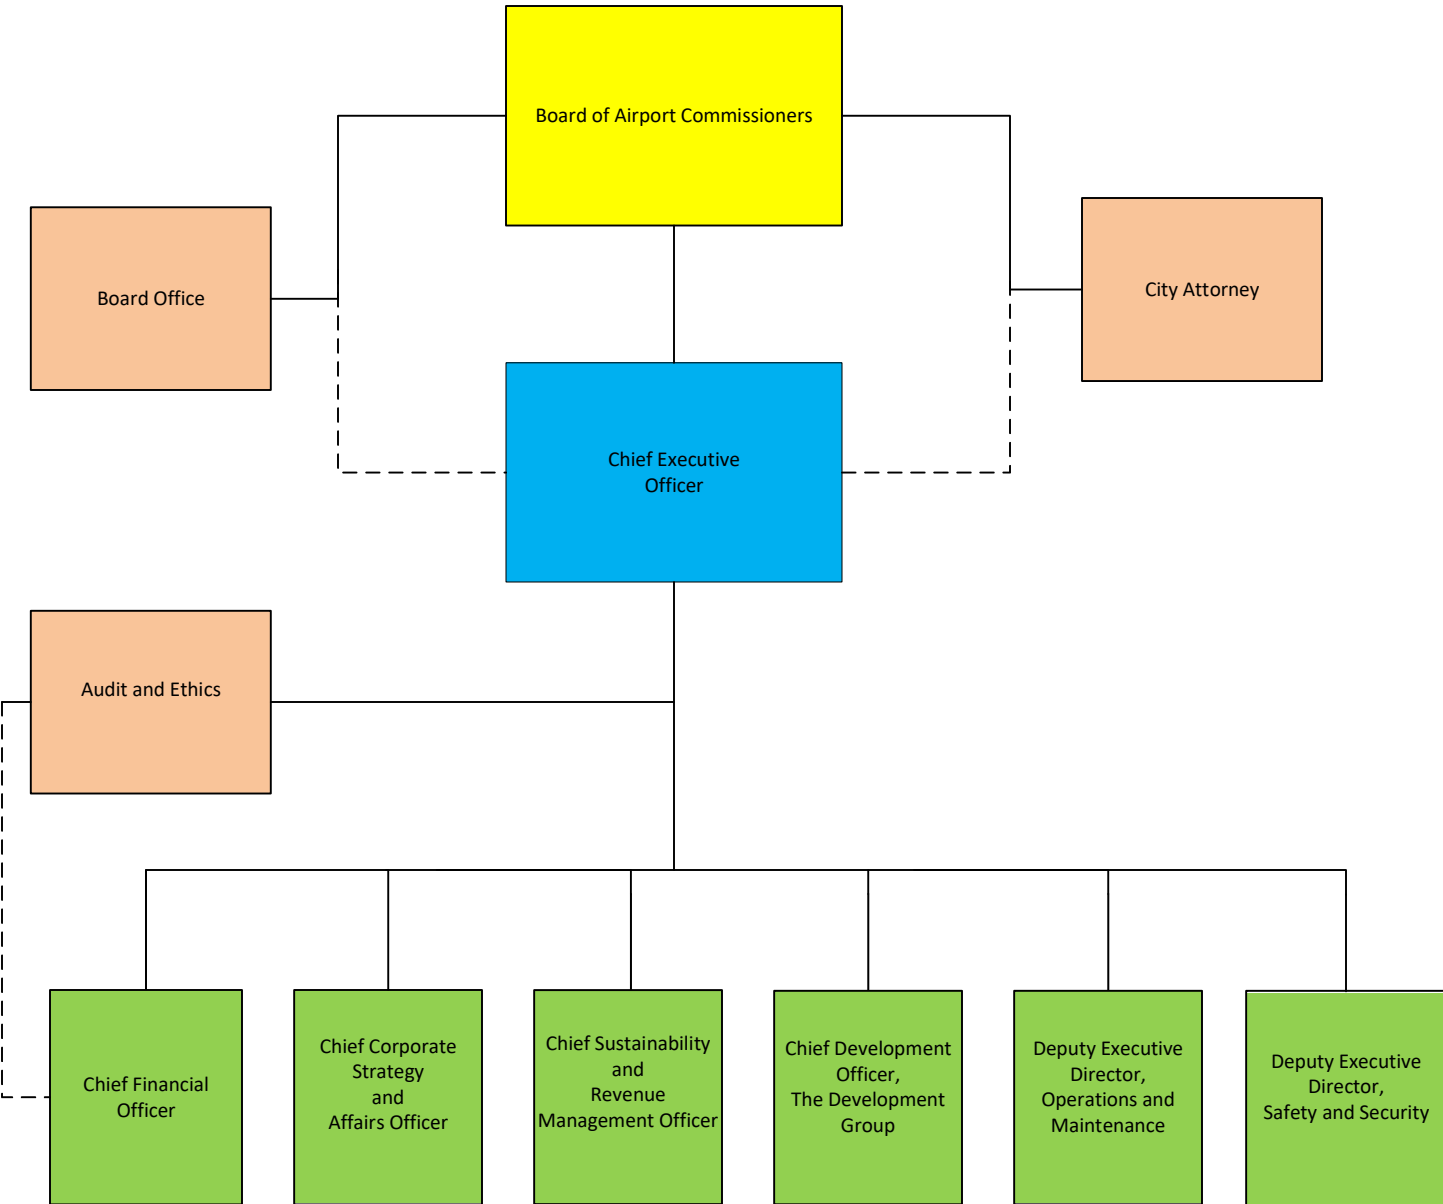 Board of Airport Commissioners
Board Office
City Attorney
Chief Executive
Officer
Audit and Ethics
Chief Financial
Officer
Chief Corporate
Strategy
and
Affairs Officer
Chief Sustainability
and
Revenue
Management Officer
Chief Development
Officer,
The Development
Group
Deputy Executive
Director,
Operations and
Maintenance
Deputy Executive
Director,
Safety and Security